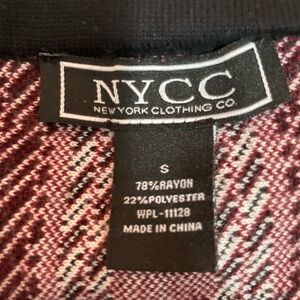 NYCC
NEW YORK CLOTHING CO.
S
78%RAYON
22%POLYESTER
WPL-11128
MADE IN CHINA